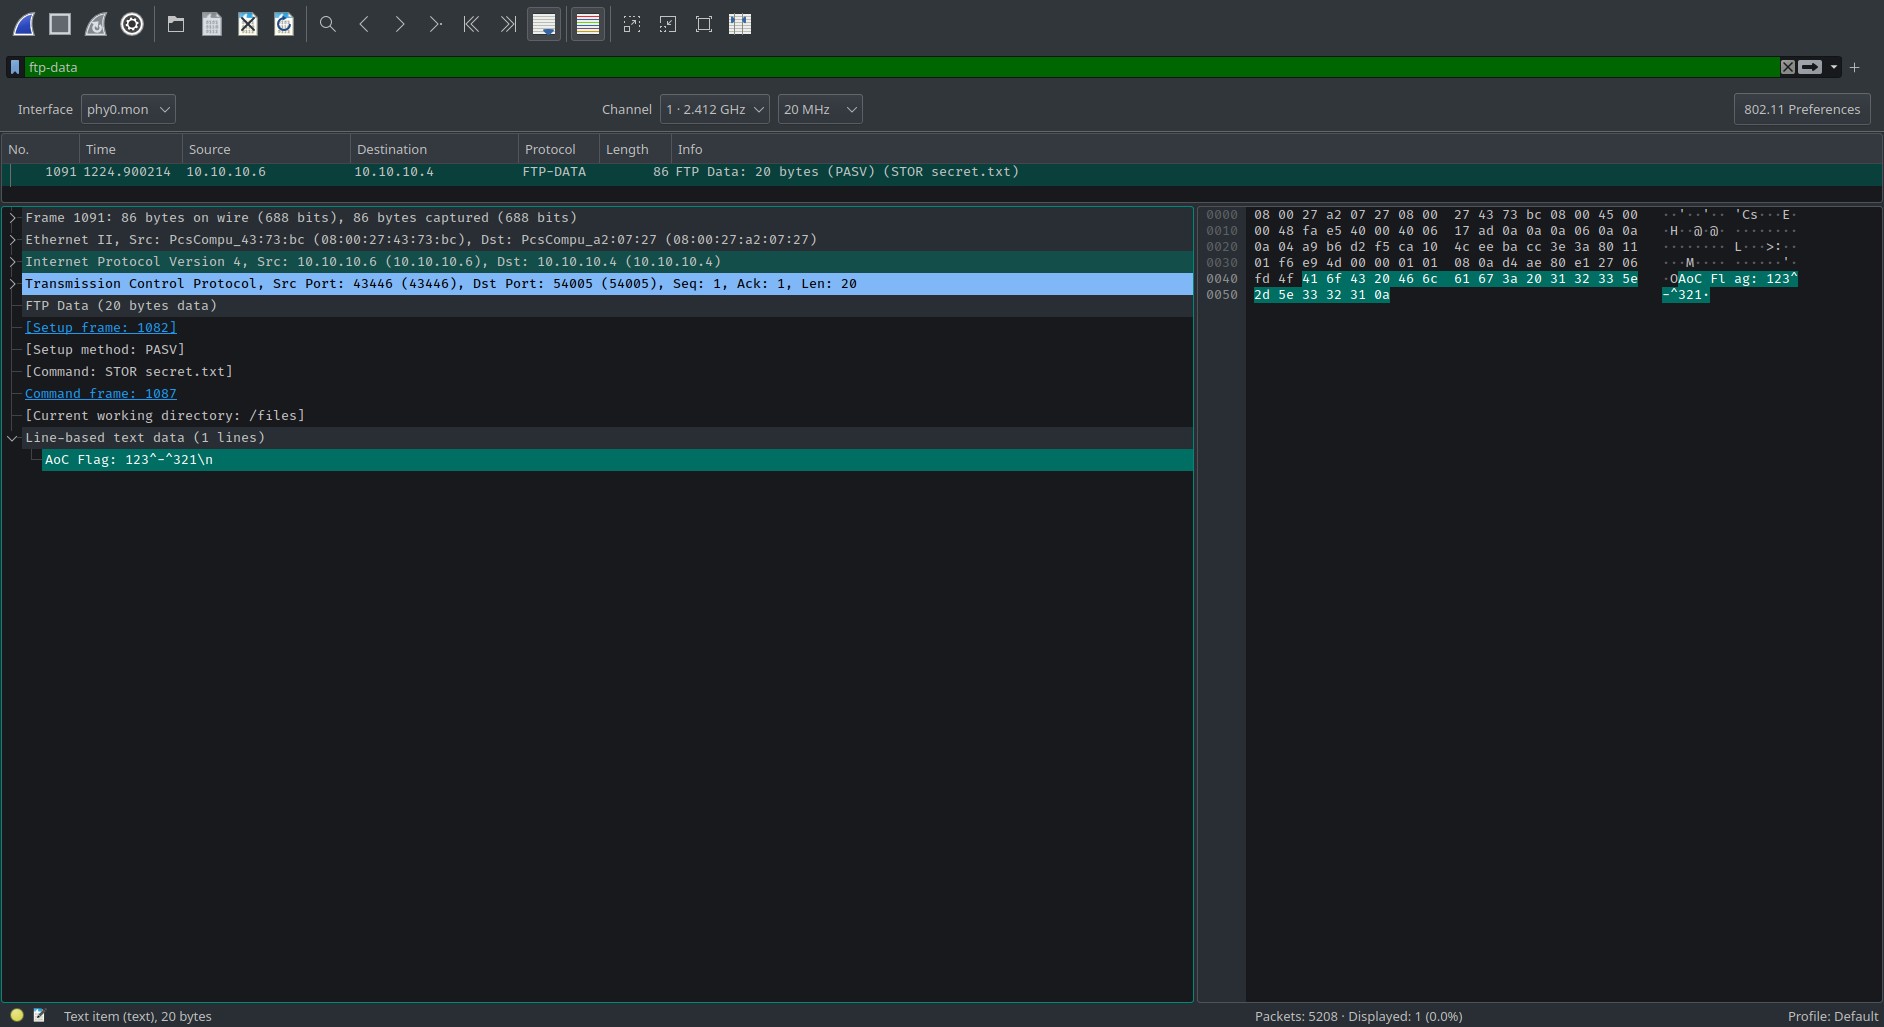 ftp-data
Interface phy0.mon Channel 1 · 2.412 GHz 20 MHz 802.11 Preferences
No. Time Source Destination Protocol Length Info
1091 1224.900214 10.10.10.6 10.10.10.4 FTP-DATA 86 FTP Data: 20 bytes (PASV) (STOR secret.txt)
Frame 1091: 86 bytes on wire (688 bits), 86 bytes captured (688 bits)
Ethernet II, Src: PcsCompu_43:73:bc (08:00:27:43:73:bc), Dst: PcsCompu_a2:07:27 (08:00:27:a2:07:27)
Internet Protocol Version 4, Src: 10.10.10.6 (10.10.10.6), Dst: 10.10.10.4 (10.10.10.4)
Transmission Control Protocol, Src Port: 43446 (43446), Dst Port: 54005 (54005), Seq: 1, Ack: 1, Len: 20
FTP Data (20 bytes data)
[Setup frame: 1082]
[Setup method: PASV]
[Command: STOR secret.txt]
Command frame: 1087
[Current working directory: /files]
Line-based text data (1 lines)
AoC Flag: 123^-^321\n
0000 08 00 27 a2 07 27 08 00 27 43 73 bc 08 00 45 00 ··'··'·· 'Cs···E·
0010 00 48 fa e5 40 00 40 06 17 ad 0a 0a 0a 06 0a 0a ·H··@·@· ········
0020 0a 04 a9 b6 d2 f5 ca 10 4c ee ba cc 3e 3a 80 11 ········ L···>:··
0030 01 f6 e9 4d 00 00 01 01 08 0a d4 ae 80 e1 27 06 ···M···· ······'·
0040 fd 4f 41 6f 43 20 46 6c 61 67 3a 20 31 32 33 5e ·OAoC Fl ag: 123^
0050 2d 5e 33 32 31 0a -^321·
Text item (text), 20 bytes Packets: 5208 · Displayed: 1 (0.0%) Profile: Default